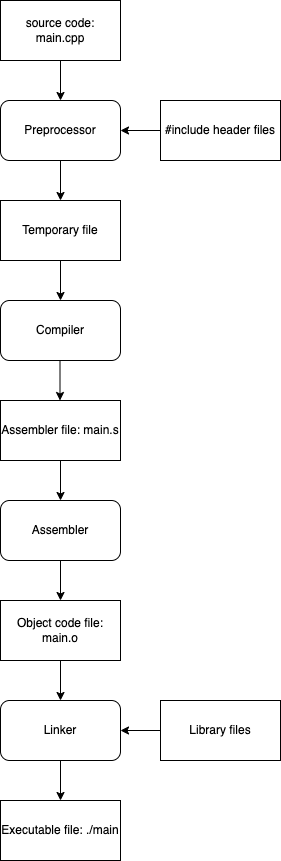 source code:
main.cpp
Preprocessor
#include header files
Temporary file
Compiler
Assembler file: main.s
Assembler
Object code file:
main.o
Linker
Library files
Executable file: ./main